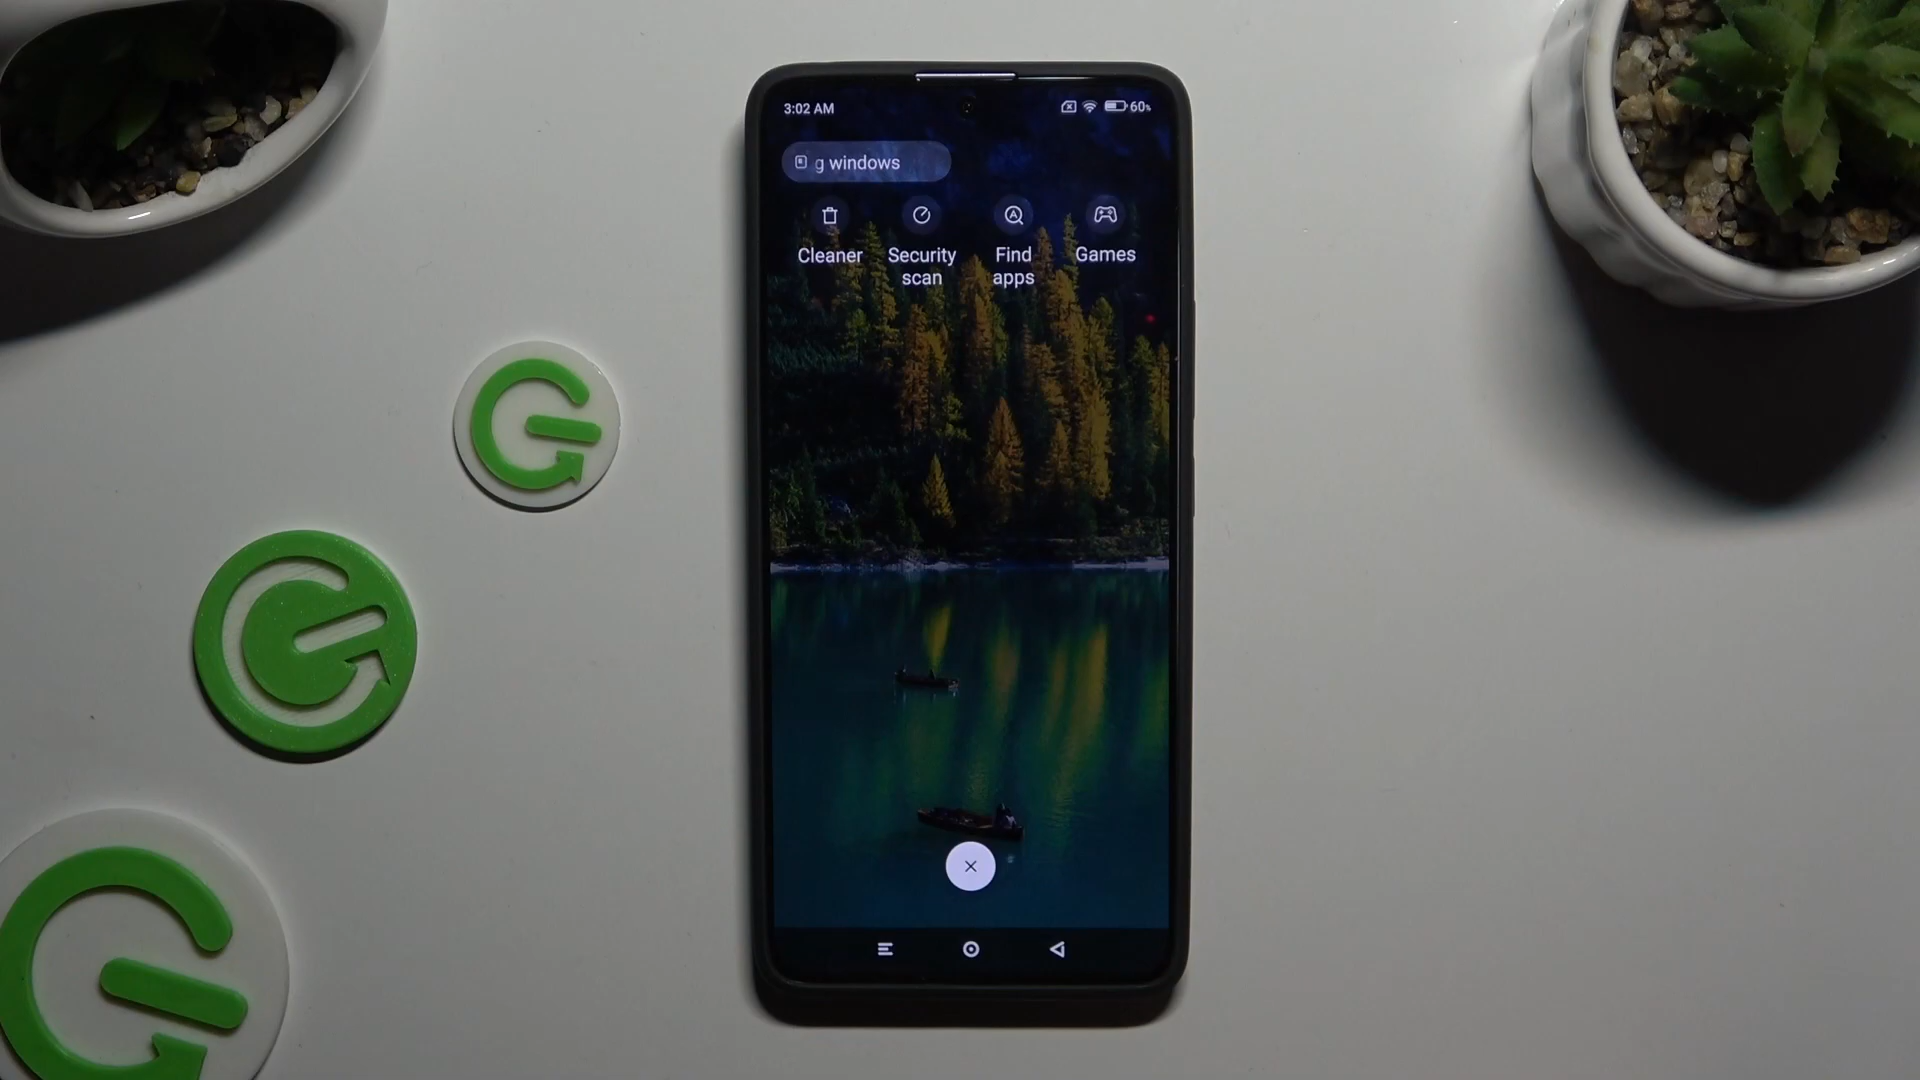 3:02 AM
60%
g windows
Cleaner
Security
scan
Find
apps
Games